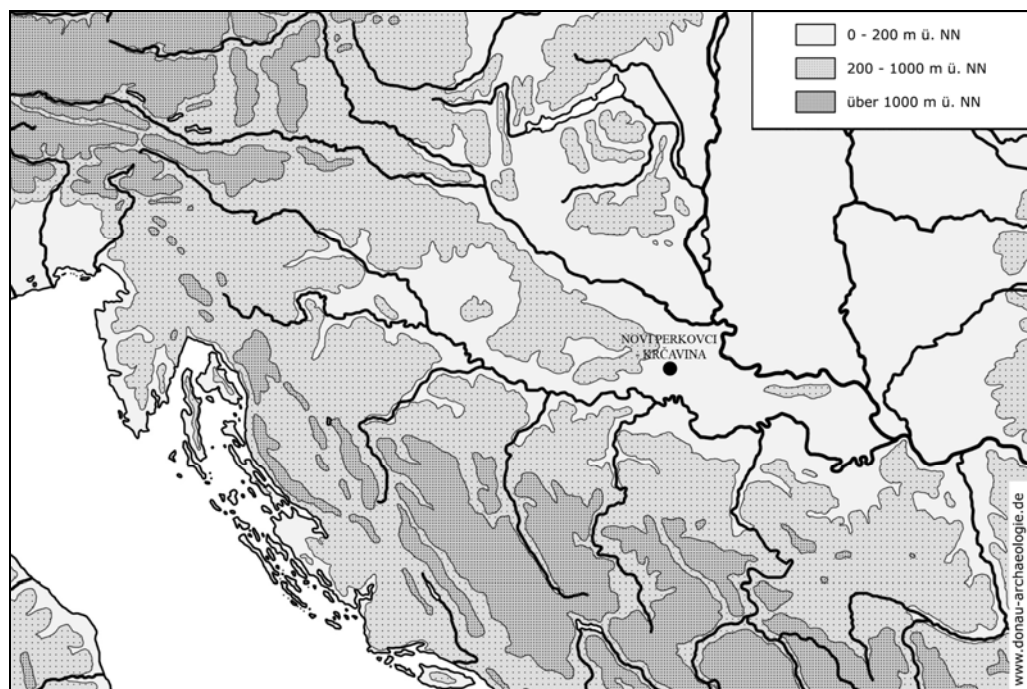 0 - 200 m ü. NN
200 - 1000 m ü. NN
über 1000 m ü. NN
NOVI PERKOVCI
- KRČAVINA
www.donau-archaeologie.de